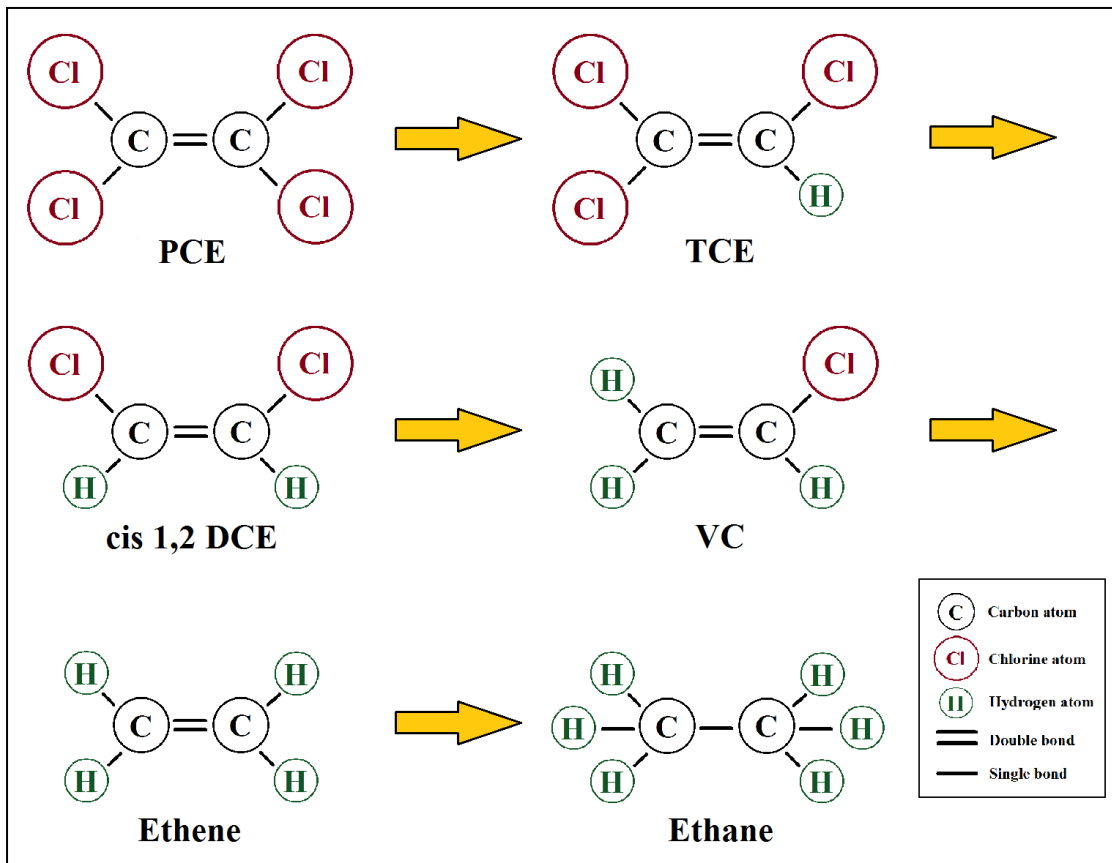 Cl Cl Cl Cl
C C C C
Cl Cl Cl H
PCE TCE
Cl Cl H Cl
C C C C
H H H H
cis 1,2 DCE VC
H H H H
C C H C C H
H H H H
Ethene Ethane
C Carbon atom
Cl Chlorine atom
H Hydrogen atom
Double bond
Single bond